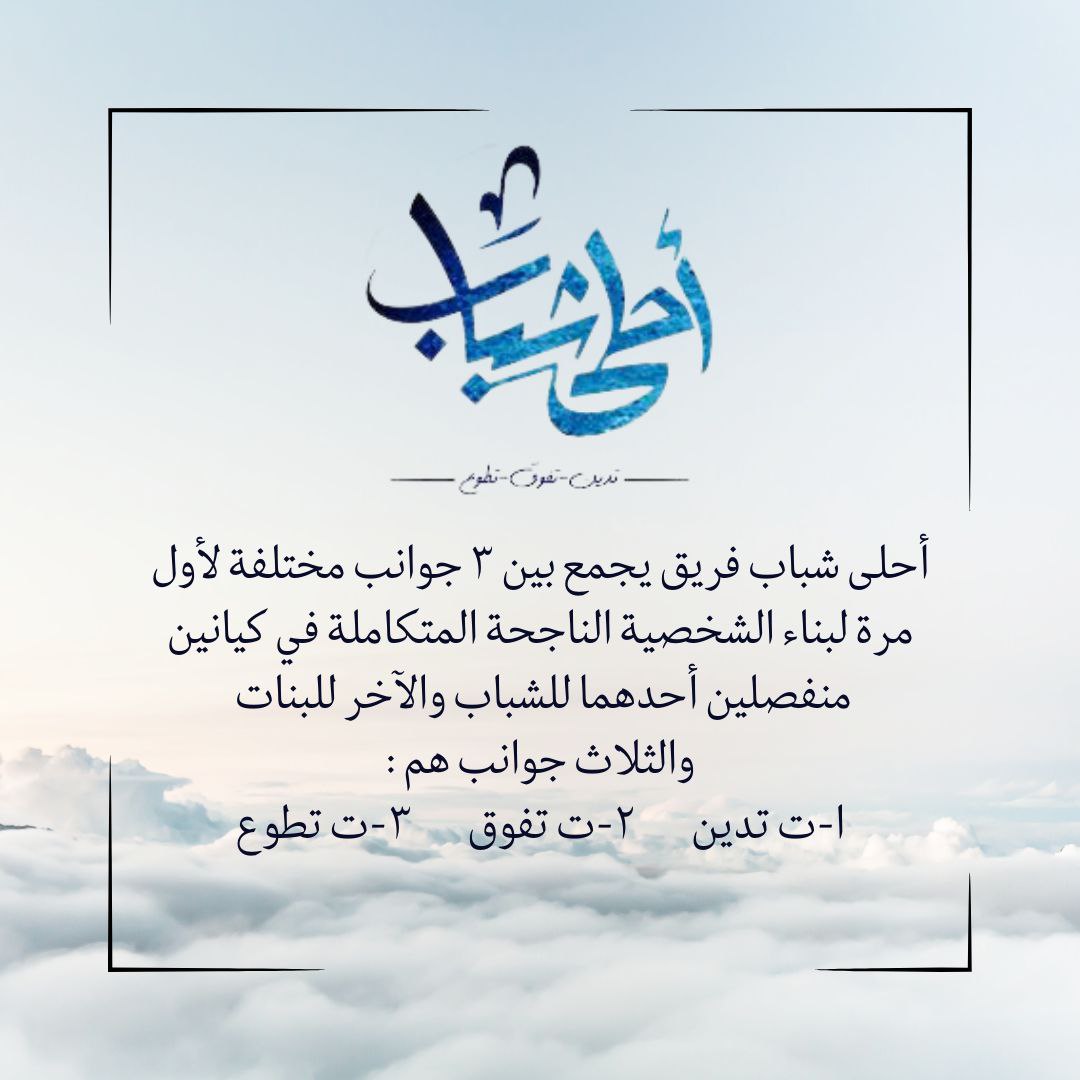 أحلى شباب
تدين-تفوق-تطوع
أحلى شباب فريق يجمع بين ٣ جوانب مختلفة لأول
مرة لبناء الشخصية الناجحة المتكاملة في كيانين
منفصلين أحدهما للشباب والآخر للبنات
والثلاث جوانب هم :
١-ت تدين ٢-ت تفوق ٣-ت تطوع